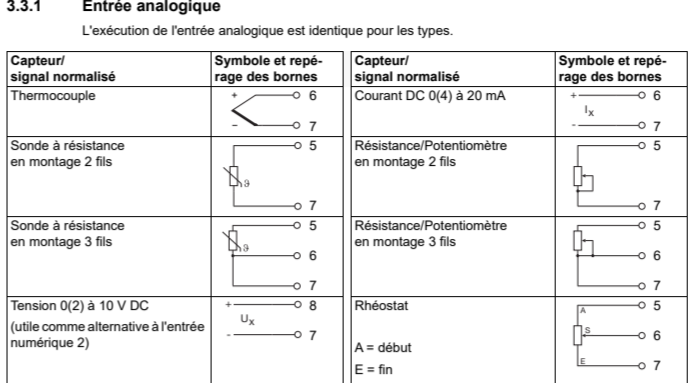 3.3.1 Entrée analogique
L'exécution de l'entrée analogique est identique pour les types.
Capteur/
signal normalisé
Symbole et repé-
rage des bornes
Capteur/
signal normalisé
Symbole et repé-
rage des bornes
Thermocouple
+ 6
- 7
Courant DC 0(4) à 20 mA
+ 6
Ix
- 7
Sonde à résistance
en montage 2 fils
5
ϑ
7
Résistance/Potentiomètre
en montage 2 fils
5
7
Sonde à résistance
en montage 3 fils
5
ϑ
6
7
Résistance/Potentiomètre
en montage 3 fils
5
6
7
Tension 0(2) à 10 V DC
(utile comme alternative à l'entrée
numérique 2)
+ 8
Ux
- 7
Rhéostat
A = début
E = fin
A 5
S 6
E 7